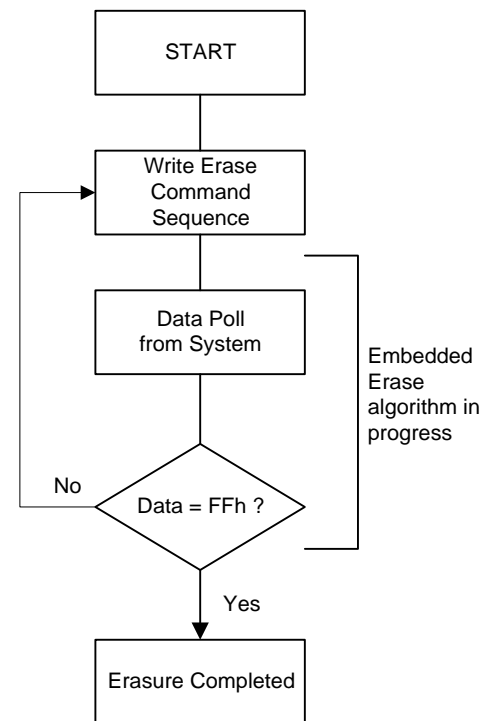 START
Write Erase
Command
Sequence
Data Poll
from System
Embedded
Erase
algorithm in
progress
No
Data = FFh ?
Yes
Erasure Completed